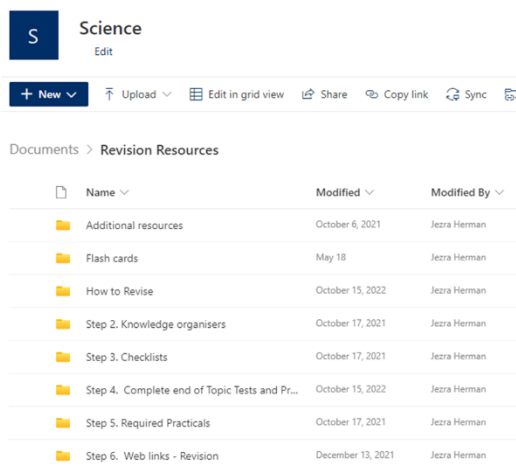 S
Science
Edit
+ New Upload Edit in grid view Share Copy link Sync
Documents > Revision Resources
Name Modified Modified By
Additional resources October 6, 2021 Jezra Herman
Flash cards May 18 Jezra Herman
How to Revise October 15, 2022 Jezra Herman
Step 2. Knowledge organisers October 17, 2021 Jezra Herman
Step 3. Checklists October 17, 2021 Jezra Herman
Step 4.  Complete end of Topic Tests and Pr... October 15, 2022 Jezra Herman
Step 5. Required Practicals October 17, 2021 Jezra Herman
Step 6.  Web links - Revision December 13, 2021 Jezra Herman